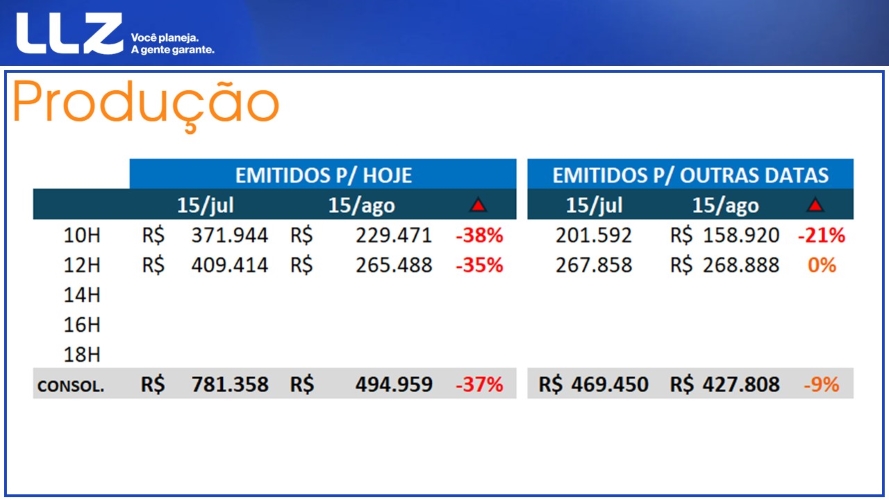 LLZ
Você planeja.
A gente garante.
Produção
EMITIDOS P/ HOJE EMITIDOS P/ OUTRAS DATAS
15/jul 15/ago 15/jul 15/ago
10H R$ 371.944 R$ 229.471 -38% 201.592 R$ 158.920 -21%
12H R$ 409.414 R$ 265.488 -35% 267.858 R$ 268.888 0%
14H
16H
18H
CONSOL. R$ 781.358 R$ 494.959 -37% R$ 469.450 R$ 427.808 -9%